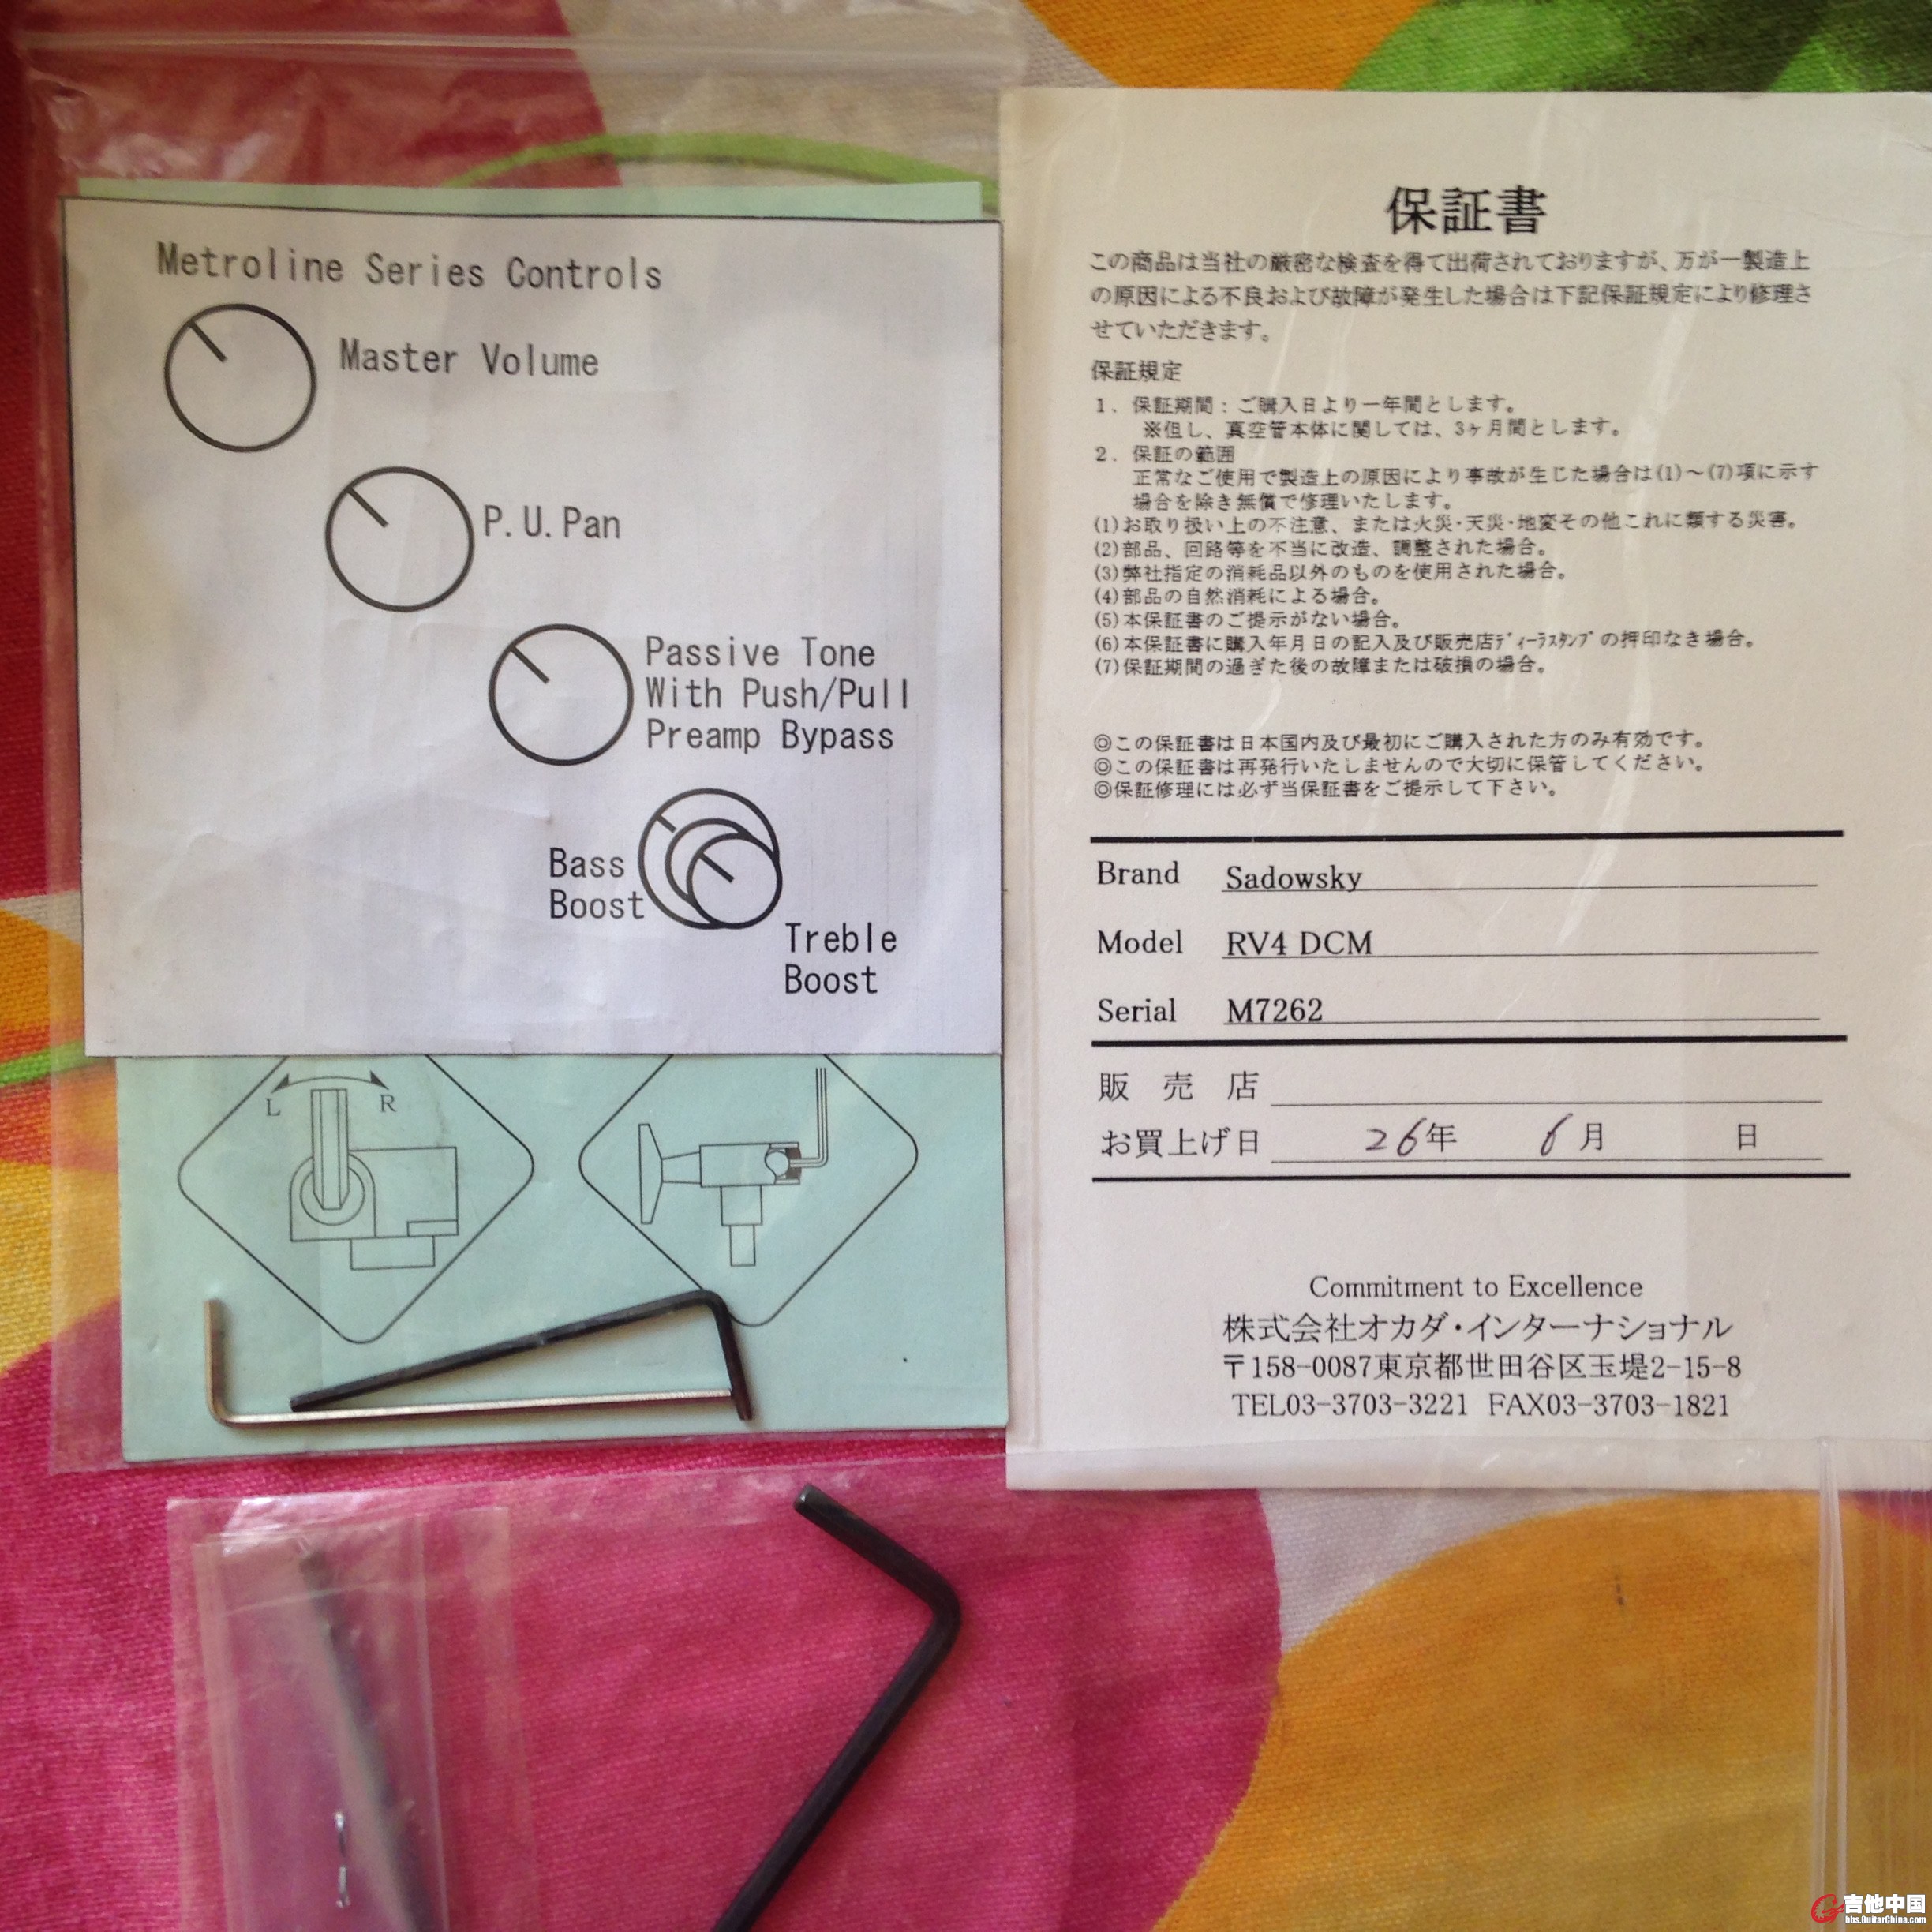 Metroline Series Controls
Master Volume
P.U.Pan
Passive Tone
With Push/Pull
Preamp Bypass
Bass
Boost
Treble
Boost
L
R
保証書
この商品は当社の厳密な検査を得て出荷されておりますが、万が一製造上
の原因による不良および故障が発生した場合は下記保証規定により修理さ
せていただきます。
保証規定
1．保証期間：ご購入日より一年間とします。
※但し、真空管本体に関しては、3ヶ月間とします。
2．保証の範囲
正常なご使用で製造上の原因により事故が生じた場合は(1)～(7)項に示す
場合を除き無償で修理いたします。
(1)お取り扱い上の不注意、または火災・天災・地変その他これに類する災害。
(2)部品、回路等を不当に改造、調整された場合。
(3)弊社指定の消耗品以外のものを使用された場合。
(4)部品の自然消耗による場合。
(5)本保証書のご提示がない場合。
(6)本保証書に購入年月日の記入及び販売店ﾃﾞｨｰﾗｽﾀﾝﾌﾟの押印なき場合。
(7)保証期間の過ぎた後の故障または破損の場合。
◎この保証書は日本国内及び最初にご購入された方のみ有効です。
◎この保証書は再発行いたしませんので大切に保管してください。
◎保証修理には必ず当保証書をご提示して下さい。
Brand Sadowsky
Model RV4 DCM
Serial M7262
販 売 店
お買上げ日 26年 6月 日
Commitment to Excellence
株式会社オカダ・インターナショナル
〒158-0087東京都世田谷区玉堤2-15-8
TEL03-3703-3221 FAX03-3703-1821
吉他中国
bbs.GuitarChina.com